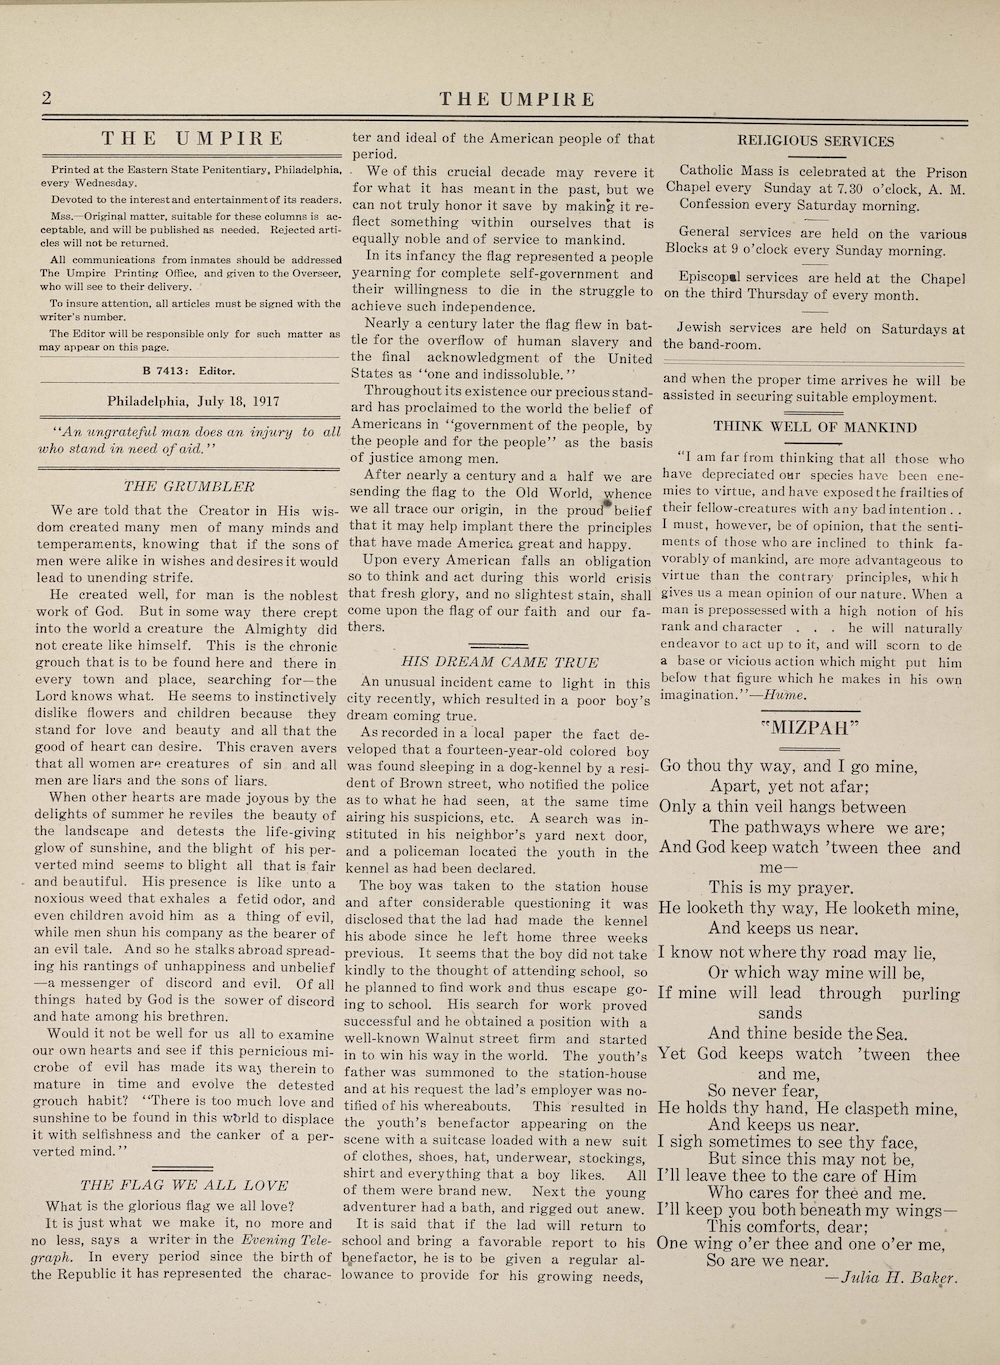 2
THE UMPIRE
THE UMPIRE
Printed at the Eastern State Penitentiary, Philadelphia,
every Wednesday.
Devoted to the interest and entertainment of its readers.
Mss.—Original matter, suitable for these columns is ac-
ceptable, and will be published as needed. Rejected arti-
cles will not be returned.
All communications from inmates should be addressed
The Umpire Printing Office, and given to the Overseer,
who will see to their delivery.
To insure attention, all articles must be signed with the
writer's number.
The Editor will be responsible only for such matter as
may appear on this page.
B 7413: Editor.
Philadelphia, July 18, 1917
"An ungrateful man does an injury to all
who stand in need of aid."
THE GRUMBLER
We are told that the Creator in His wis-
dom created many men of many minds and
temperaments, knowing that if the sons of
men were alike in wishes and desires it would
lead to unending strife.
He created well, for man is the noblest
work of God. But in some way there crept
into the world a creature the Almighty did
not create like himself. This is the chronic
grouch that is to be found here and there in
every town and place, searching for—the
Lord knows what. He seems to instinctively
dislike flowers and children because they
stand for love and beauty and all that the
good of heart can desire. This craven avers
that all women are creatures of sin and all
men are liars and the sons of liars.
When other hearts are made joyous by the
delights of summer he reviles the beauty of
the landscape and detests the life-giving
glow of sunshine, and the blight of his per-
verted mind seems to blight all that is fair
and beautiful. His presence is like unto a
noxious weed that exhales a fetid odor, and
even children avoid him as a thing of evil,
while men shun his company as the bearer of
an evil tale. And so he stalks abroad spread-
ing his rantings of unhappiness and unbelief
—a messenger of discord and evil. Of all
things hated by God is the sower of discord
and hate among his brethren.
Would it not be well for us all to examine
our own hearts and see if this pernicious mi-
crobe of evil has made its way therein to
mature in time and evolve the detested
grouch habit? "There is too much love and
sunshine to be found in this world to displace
it with selfishness and the canker of a per-
verted mind."
THE FLAG WE ALL LOVE
What is the glorious flag we all love?
It is just what we make it, no more and
no less, says a writer in the Evening Tele-
graph. In every period since the birth of
the Republic it has represented the charac-
ter and ideal of the American people of that
period.
We of this crucial decade may revere it
for what it has meant in the past, but we
can not truly honor it save by making it re-
flect something within ourselves that is
equally noble and of service to mankind.
In its infancy the flag represented a people
yearning for complete self-government and
their willingness to die in the struggle to
achieve such independence.
Nearly a century later the flag flew in bat-
tle for the overflow of human slavery and
the final acknowledgment of the United
States as "one and indissoluble."
Throughout its existence our precious stand-
ard has proclaimed to the world the belief of
Americans in "government of the people, by
the people and for the people" as the basis
of justice among men.
After nearly a century and a half we are
sending the flag to the Old World, whence
we all trace our origin, in the proud belief
that it may help implant there the principles
that have made America great and happy.
Upon every American falls an obligation
so to think and act during this world crisis
that fresh glory, and no slightest stain, shall
come upon the flag of our faith and our fa-
thers.
HIS DREAM CAME TRUE
An unusual incident came to light in this
city recently, which resulted in a poor boy's
dream coming true.
As recorded in a local paper the fact de-
veloped that a fourteen-year-old colored boy
was found sleeping in a dog-kennel by a resi-
dent of Brown street, who notified the police
as to what he had seen, at the same time
airing his suspicions, etc. A search was in-
stituted in his neighbor's yard next door,
and a policeman located the youth in the
kennel as had been declared.
The boy was taken to the station house
and after considerable questioning it was
disclosed that the lad had made the kennel
his abode since he left home three weeks
previous. It seems that the boy did not take
kindly to the thought of attending school, so
he planned to find work and thus escape go-
ing to school. His search for work proved
successful and he obtained a position with a
well-known Walnut street firm and started
in to win his way in the world. The youth's
father was summoned to the station-house
and at his request the lad's employer was no-
tified of his whereabouts. This resulted in
the youth's benefactor appearing on the
scene with a suitcase loaded with a new suit
of clothes, shoes, hat, underwear, stockings,
shirt and everything that a boy likes. All
of them were brand new. Next the young
adventurer had a bath, and rigged out anew.
It is said that if the lad will return to
school and bring a favorable report to his
benefactor, he is to be given a regular al-
lowance to provide for his growing needs,
RELIGIOUS SERVICES
Catholic Mass is celebrated at the Prison
Chapel every Sunday at 7.30 o'clock, A. M.
Confession every Saturday morning.
General services are held on the various
Blocks at 9 o'clock every Sunday morning.
Episcopal services are held at the Chapel
on the third Thursday of every month.
Jewish services are held on Saturdays at
the band-room.
and when the proper time arrives he will be
assisted in securing suitable employment.
THINK WELL OF MANKIND
"I am far from thinking that all those who
have depreciated our species have been ene-
mies to virtue, and have exposed the frailties of
their fellow-creatures with any bad intention . .
I must, however, be of opinion, that the senti-
ments of those who are inclined to think fa-
vorably of mankind, are more advantageous to
virtue than the contrary principles, which
gives us a mean opinion of our nature. When a
man is prepossessed with a high notion of his
rank and character . . . he will naturally
endeavor to act up to it, and will scorn to de
a base or vicious action which might put him
below that figure which he makes in his own
imagination."—Hume.
"MIZPAH"
Go thou thy way, and I go mine,
Apart, yet not afar;
Only a thin veil hangs between
The pathways where we are;
And God keep watch 'tween thee and
me—
This is my prayer.
He looketh thy way, He looketh mine,
And keeps us near.
I know not where thy road may lie,
Or which way mine will be,
If mine will lead through purling
sands
And thine beside the Sea.
Yet God keeps watch 'tween thee
and me,
So never fear,
He holds thy hand, He claspeth mine,
And keeps us near.
I sigh sometimes to see thy face,
But since this may not be,
I'll leave thee to the care of Him
Who cares for thee and me.
I'll keep you both beneath my wings—
This comforts, dear;
One wing o'er thee and one o'er me,
So are we near.
—Julia H. Baker.